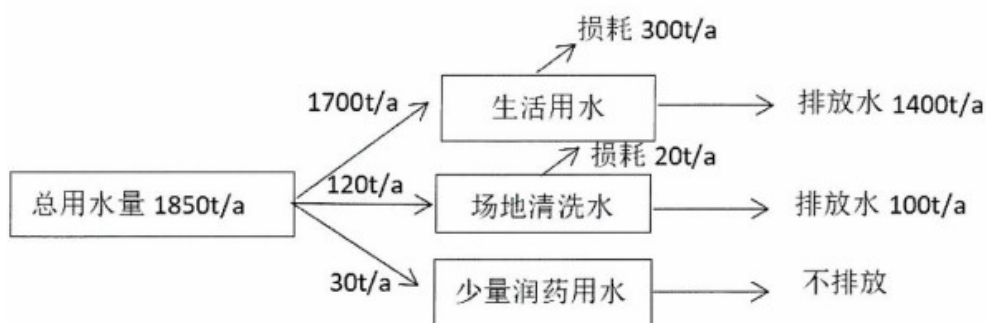 损耗 300t/a
1700t/a
生活用水
排放水 1400t/a
损耗 20t/a
总用水量 1850t/a
120t/a
场地清洗水
排放水 100t/a
30t/a
少量润药用水
不排放